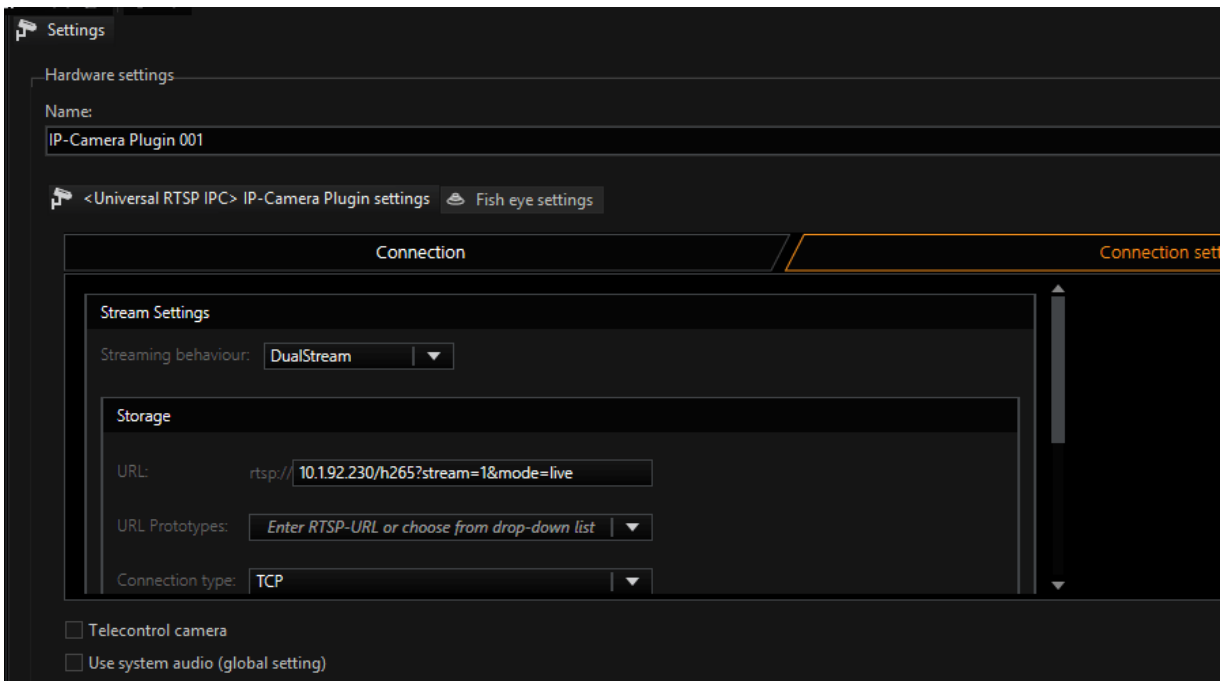 Settings
Hardware settings
Name:
IP-Camera Plugin 001
<Universal RTSP IPC> IP-Camera Plugin settings Fish eye settings
Connection Connection sett
Stream Settings
Streaming behaviour: DualStream
Storage
URL: rtsp:// 10.1.92.230/h265?stream=1&mode=live
URL Prototypes: Enter RTSP-URL or choose from drop-down list
Connection type: TCP
Telecontrol camera
Use system audio (global setting)